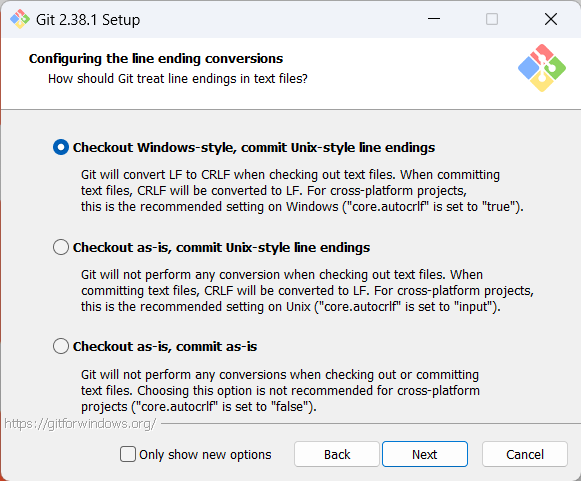 Git 2.38.1 Setup
Configuring the line ending conversions
How should Git treat line endings in text files?
Checkout Windows-style, commit Unix-style line endings
Git will convert LF to CRLF when checking out text files. When committing
text files, CRLF will be converted to LF. For cross-platform projects,
this is the recommended setting on Windows ("core.autocrlf" is set to "true").
Checkout as-is, commit Unix-style line endings
Git will not perform any conversion when checking out text files. When
committing text files, CRLF will be converted to LF. For cross-platform projects,
this is the recommended setting on Unix ("core.autocrlf" is set to "input").
Checkout as-is, commit as-is
Git will not perform any conversions when checking out or committing
text files. Choosing this option is not recommended for cross-platform
projects ("core.autocrlf" is set to "false").
https://gitforwindows.org/
Only show new options
Back
Next
Cancel